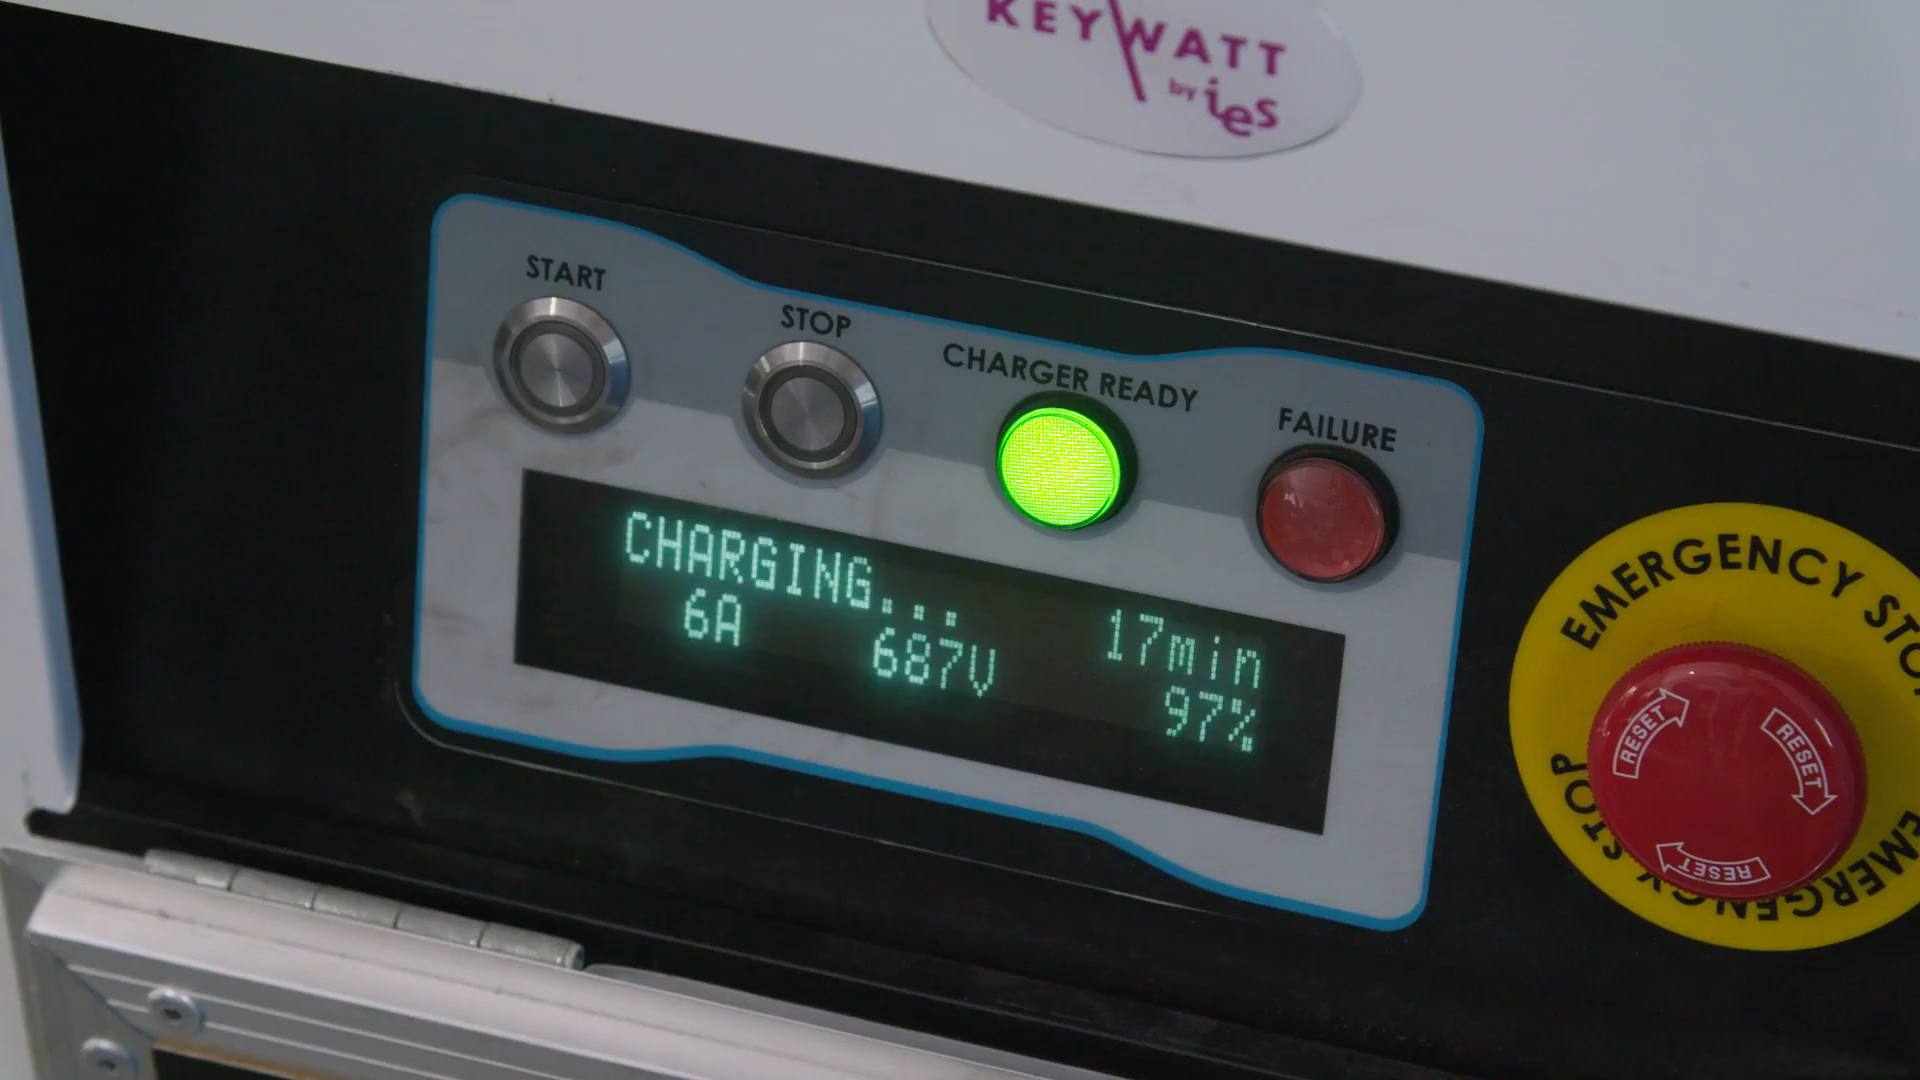 KEYWATT
by ies
START
STOP
CHARGER READY
FAILURE
CHARGING... 17min
6A 687V 97%
EMERGENCY STOP
EMERGENCY STOP
RESET
RESET
RESET